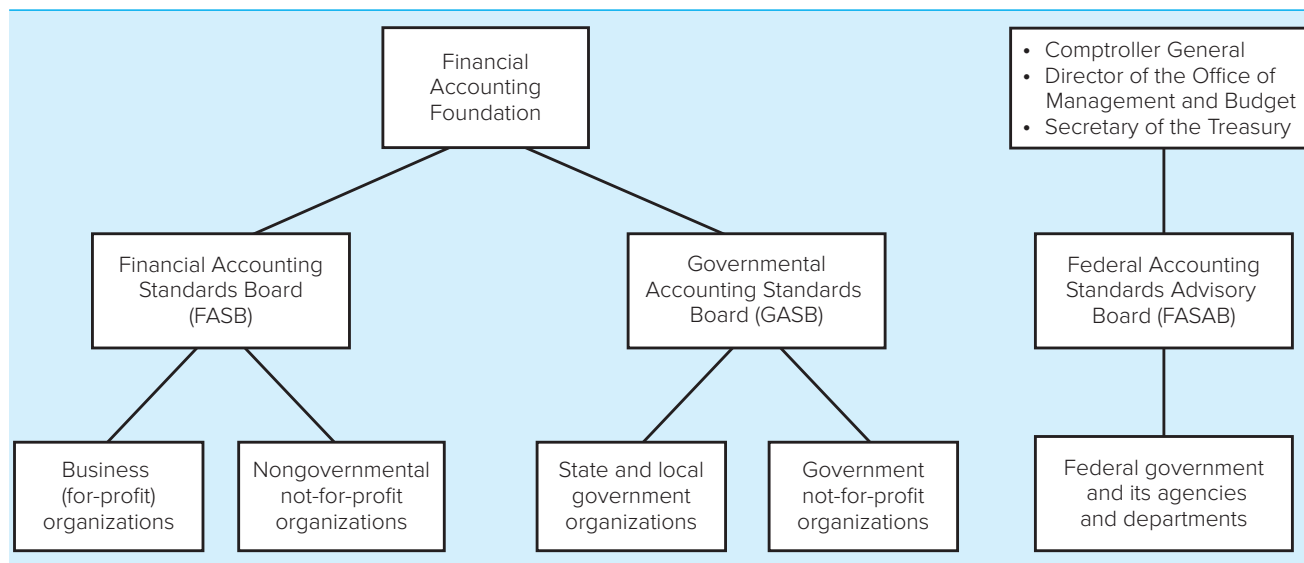 Financial
Accounting
Foundation
• Comptroller General
• Director of the Office of
Management and Budget
• Secretary of the Treasury
Financial Accounting
Standards Board
(FASB)
Governmental
Accounting Standards
Board (GASB)
Federal Accounting
Standards Advisory
Board (FASAB)
Business
(for-profit)
organizations
Nongovernmental
not-for-profit
organizations
State and local
government
organizations
Government
not-for-profit
organizations
Federal government
and its agencies
and departments